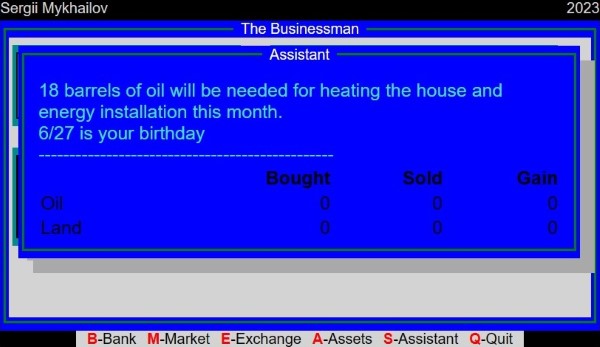 Sergii Mykhailov 2023
The Businessman
Assistant
18 barrels of oil will be needed for heating the house and
energy installation this month.
6/27 is your birthday
------------------------------------------------
Bought Sold Gain
Oil 0 0 0
Land 0 0 0
B-Bank M-Market E-Exchange A-Assets S-Assistant Q-Quit